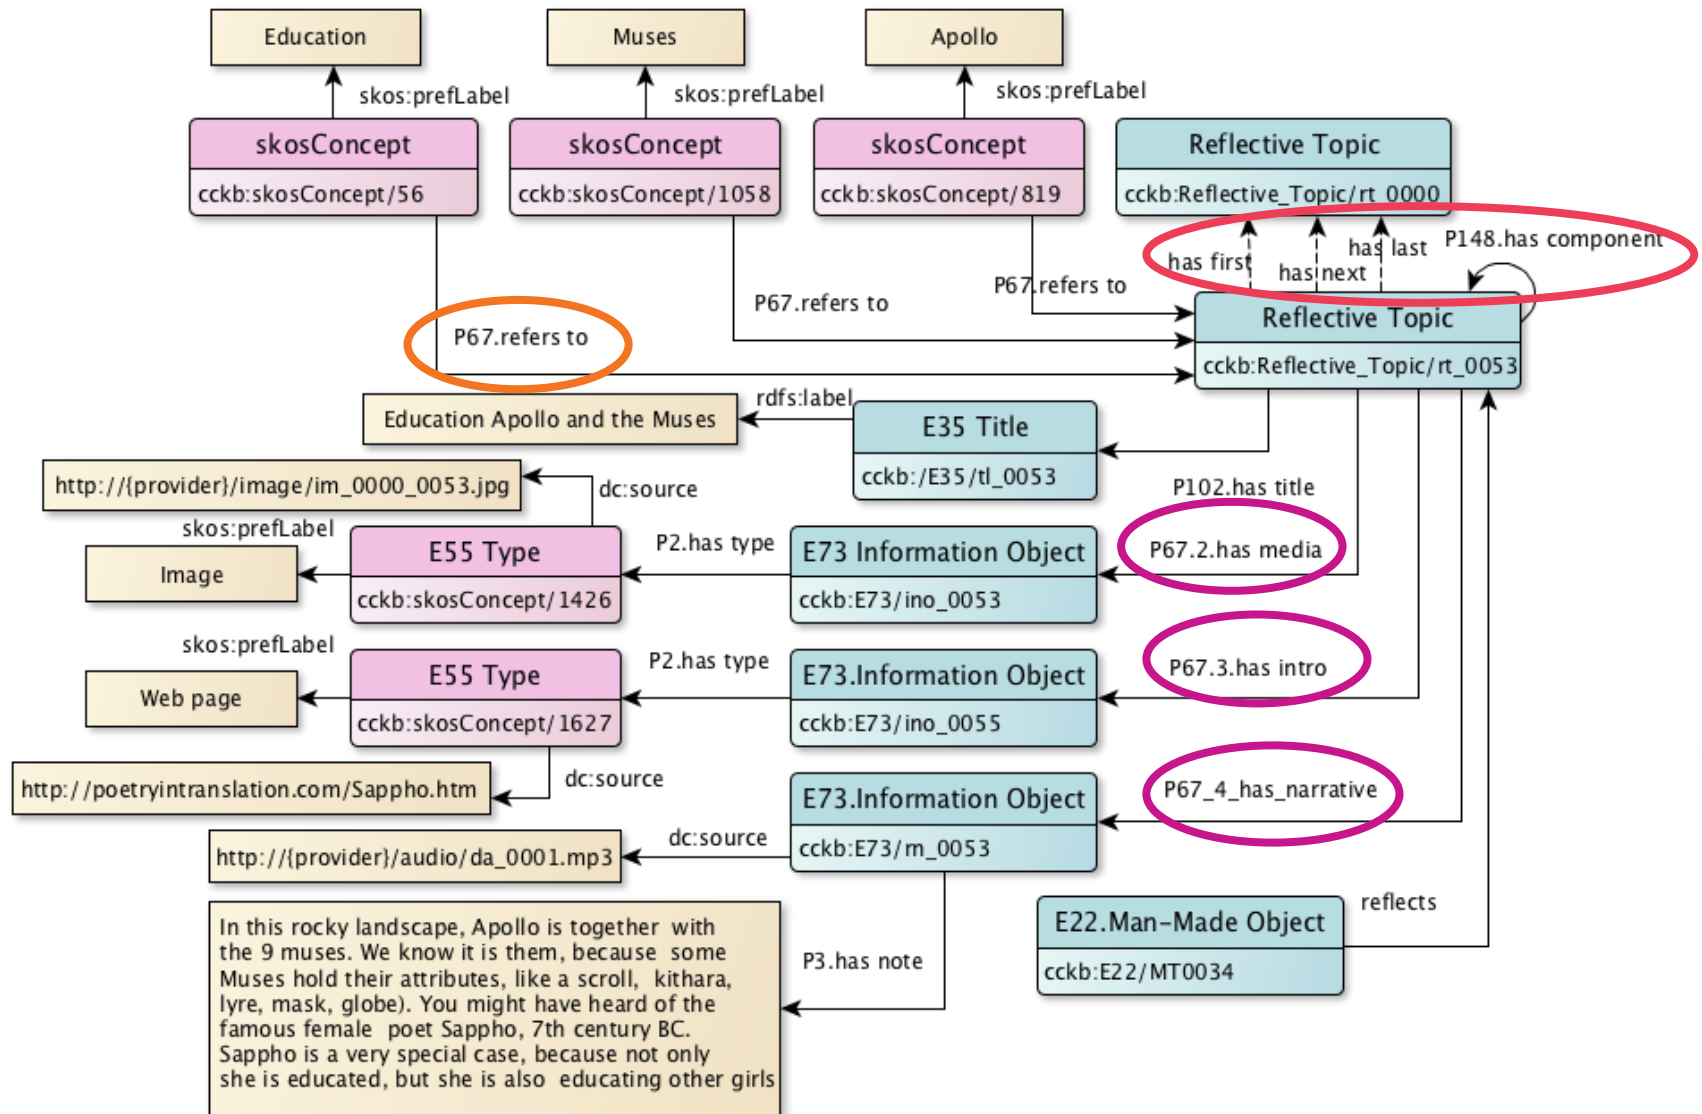 Education
Muses
Apollo
skos:prefLabel
skos:prefLabel
skos:prefLabel
skosConcept
cckb:skosConcept/56
skosConcept
cckb:skosConcept/1058
skosConcept
cckb:skosConcept/819
Reflective Topic
cckb:Reflective_Topic/rt_0000
has first
has next
has last
P148.has component
P67.refers to
P67.refers to
P67.refers to
Reflective Topic
cckb:Reflective_Topic/rt_0053
Education Apollo and the Muses
rdfs:label
E35 Title
cckb:/E35/tl_0053
P102.has title
http://{provider}/image/im_0000_0053.jpg
dc:source
skos:prefLabel
Image
E55 Type
cckb:skosConcept/1426
P2.has type
E73 Information Object
cckb:E73/ino_0053
P67.2.has media
skos:prefLabel
Web page
E55 Type
cckb:skosConcept/1627
P2.has type
E73.Information Object
cckb:E73/ino_0055
P67.3.has intro
http://poetryintranslation.com/Sappho.htm
dc:source
E73.Information Object
cckb:E73/rn_0053
P67_4_has_narrative
http://{provider}/audio/da_0001.mp3
dc:source
In this rocky landscape, Apollo is together with
the 9 muses. We know it is them, because some
Muses hold their attributes, like a scroll, kithara,
lyre, mask, globe). You might have heard of the
famous female poet Sappho, 7th century BC.
Sappho is a very special case, because not only
she is educated, but she is also educating other girls
P3.has note
E22.Man-Made Object
cckb:E22/MT0034
reflects